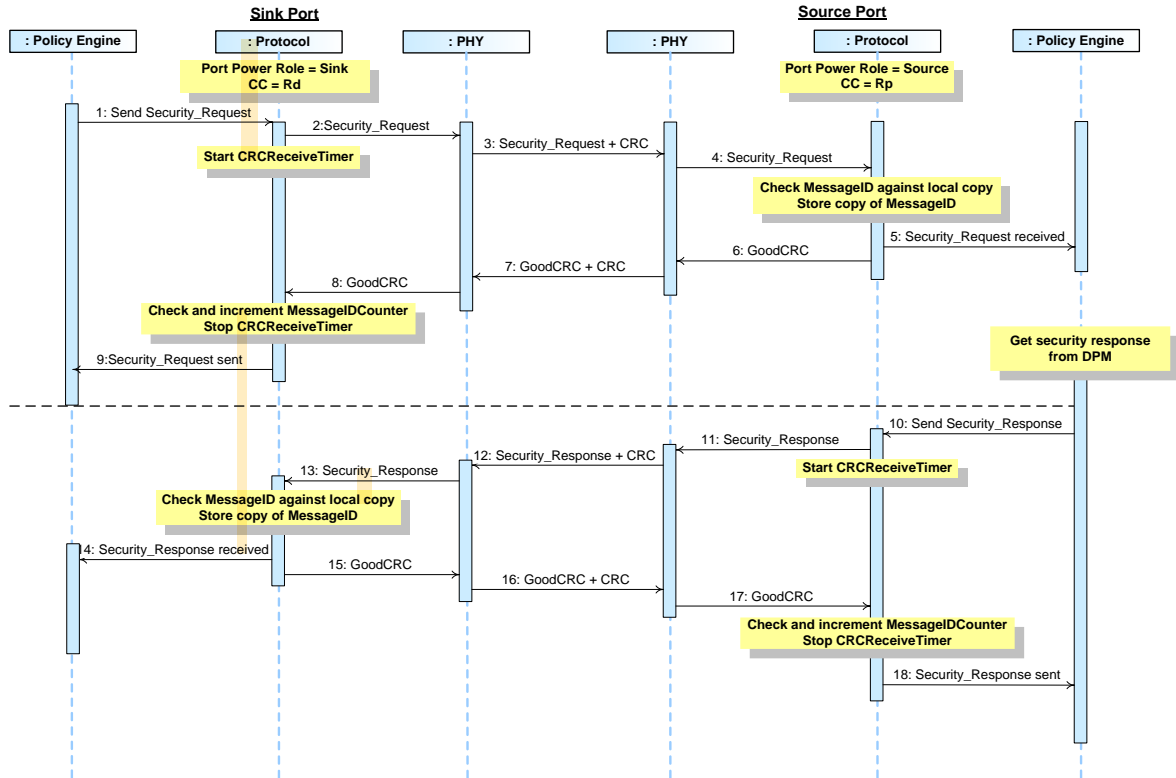 Sink Port
Source Port
: Policy Engine
: Protocol
: PHY
: PHY
: Protocol
: Policy Engine
Port Power Role = Sink
CC = Rd
Port Power Role = Source
CC = Rp
1: Send Security_Request
2:Security_Request
Start CRCReceiveTimer
3: Security_Request + CRC
4: Security_Request
Check MessageID against local copy
Store copy of MessageID
5: Security_Request received
6: GoodCRC
7: GoodCRC + CRC
8: GoodCRC
Check and increment MessageIDCounter
Stop CRCReceiveTimer
9:Security_Request sent
Get security response
from DPM
10: Send Security_Response
11: Security_Response
Start CRCReceiveTimer
12: Security_Response + CRC
13: Security_Response
Check MessageID against local copy
Store copy of MessageID
14: Security_Response received
15: GoodCRC
16: GoodCRC + CRC
17: GoodCRC
Check and increment MessageIDCounter
Stop CRCReceiveTimer
18: Security_Response sent